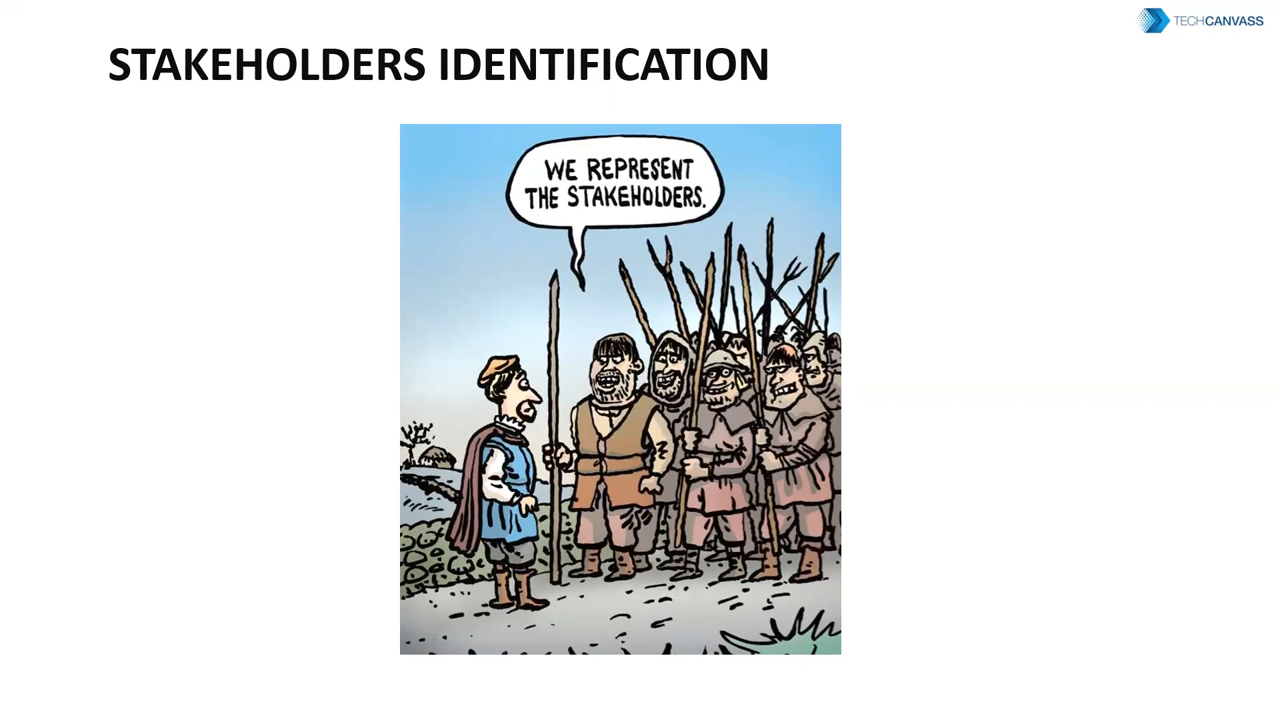 TECHCANVASS
STAKEHOLDERS IDENTIFICATION
WE REPRESENT
THE STAKEHOLDERS.